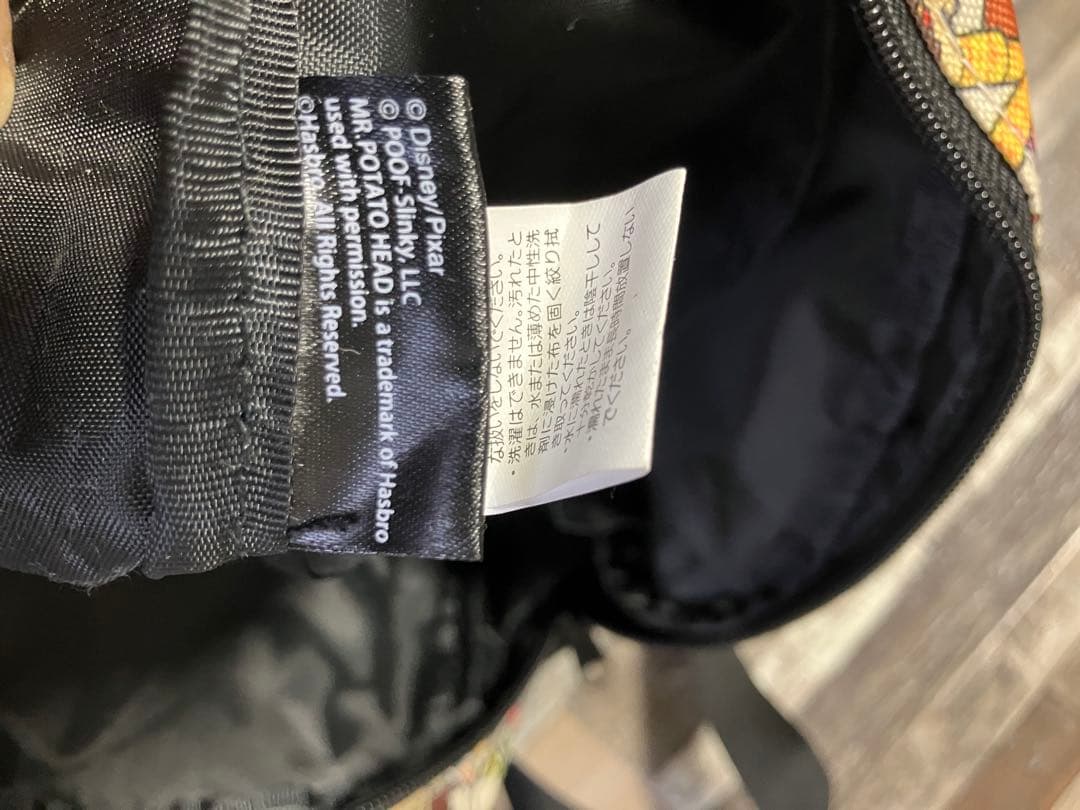 © Disney/Pixar
© POOF-Slinky, LLC
MR.POTATO HEAD is a trademark of Hasbro
used with permission.
©Hasbro. All Rights Reserved.
な扱いをしないでください。
・洗濯はできません。汚れたと
きは、水または薄めた中性洗
剤に浸けた布を固く絞り拭
き取ってください。
・水に濡れたときは陰干しして
十分乾かしてください。
・濡れたまま長時間放置しない
でください。